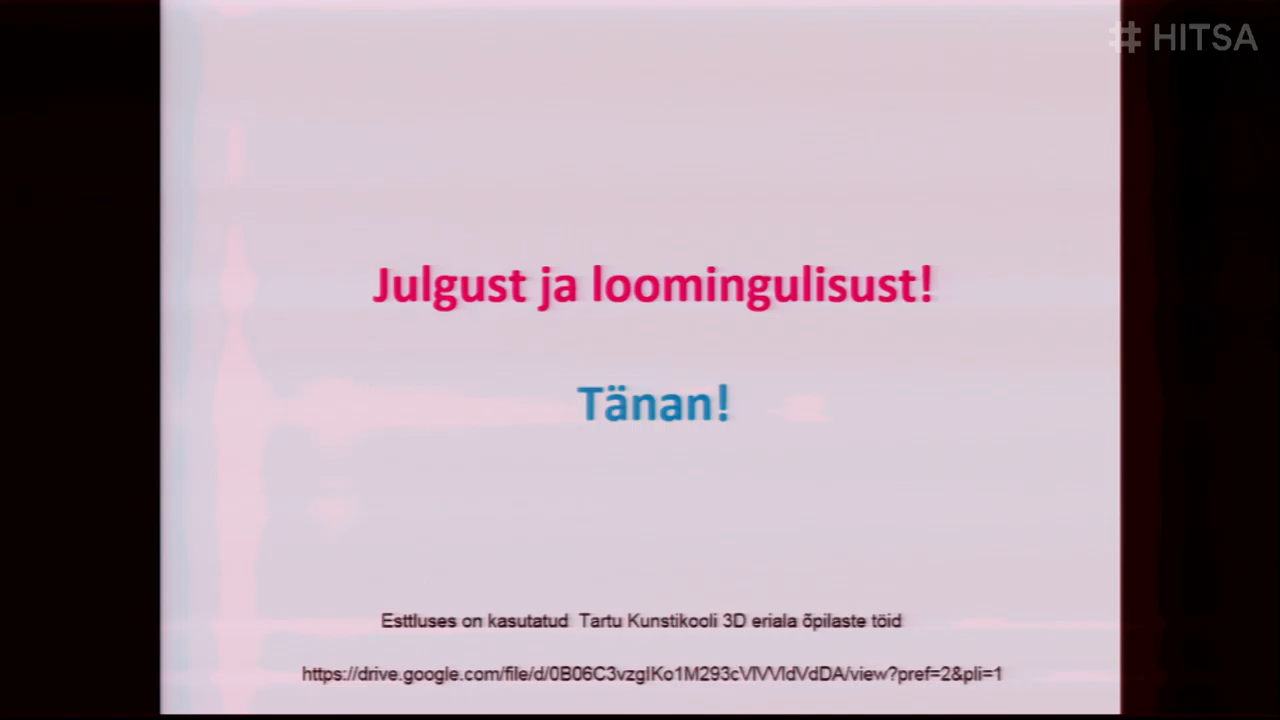 # HITSA
Julgust ja loomingulisust!
Tänan!
Esttluses on kasutatud Tartu Kunstikooli 3D eriala õpilaste töid